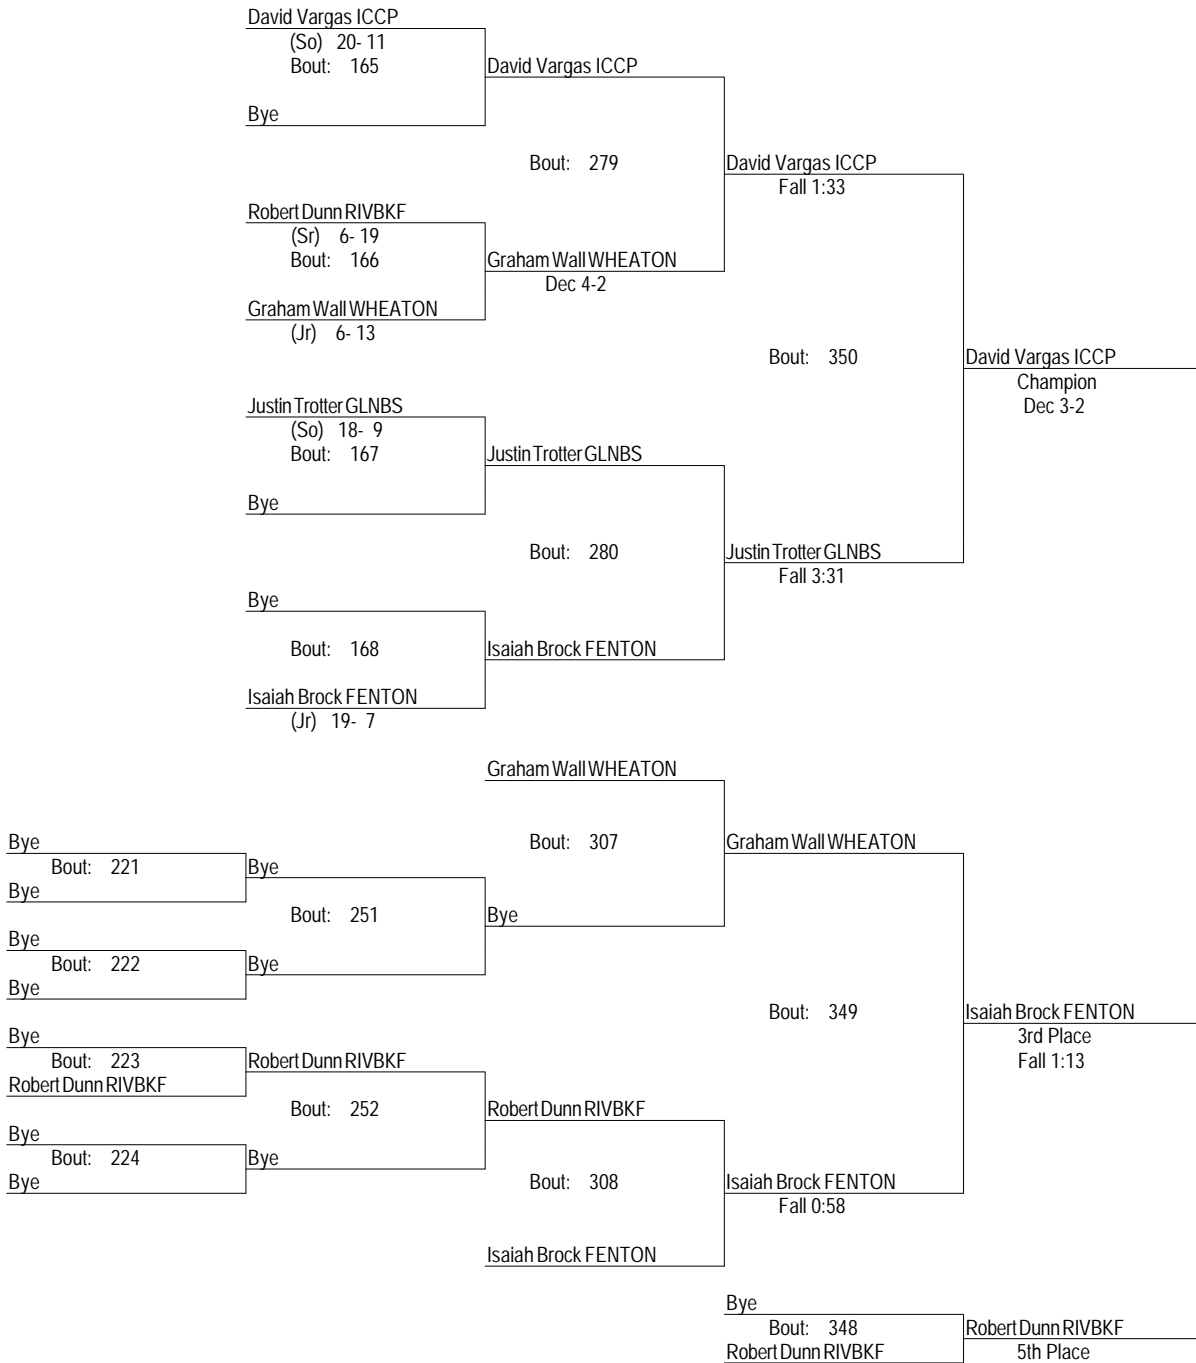 David Vargas ICCP
(So) 20- 11
Bout: 165
David Vargas ICCP
Bye
Bout: 279
David Vargas ICCP
Fall 1:33
Robert Dunn RIVBKF
(Sr) 6- 19
Bout: 166
Graham Wall WHEATON
Dec 4-2
Graham Wall WHEATON
(Jr) 6- 13
Bout: 350
David Vargas ICCP
Champion
Dec 3-2
Justin Trotter GLNBS
(So) 18- 9
Bout: 167
Justin Trotter GLNBS
Bye
Bout: 280
Justin Trotter GLNBS
Fall 3:31
Bye
Bout: 168
Isaiah Brock FENTON
Isaiah Brock FENTON
(Jr) 19- 7
Graham Wall WHEATON
Bye
Bout: 307
Graham Wall WHEATON
Bout: 221
Bye
Bye
Bout: 251
Bye
Bye
Bout: 222
Bye
Bye
Bout: 349
Isaiah Brock FENTON
3rd Place
Fall 1:13
Bye
Bout: 223
Robert Dunn RIVBKF
Robert Dunn RIVBKF
Bout: 252
Robert Dunn RIVBKF
Bye
Bout: 224
Bye
Bye
Bout: 308
Isaiah Brock FENTON
Fall 0:58
Isaiah Brock FENTON
Bye
Bout: 348
Robert Dunn RIVBKF
Robert Dunn RIVBKF
5th Place